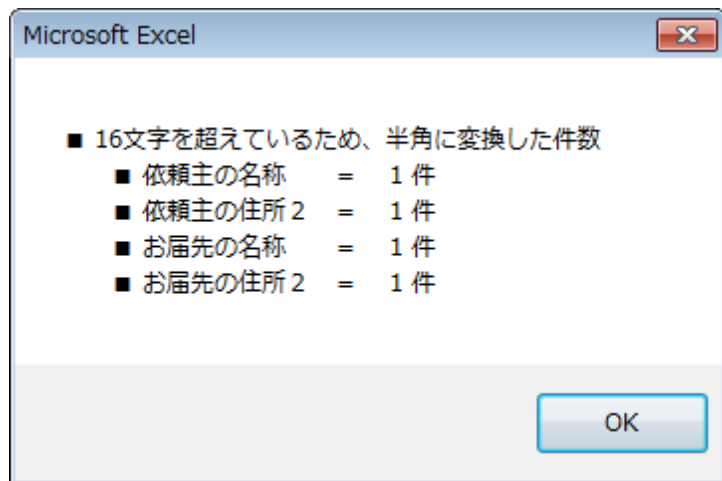 Microsoft Excel
■ 16文字を超えているため、半角に変換した件数
■ 依頼主の名称 = 1 件
■ 依頼主の住所２ = 1 件
■ お届先の名称 = 1 件
■ お届先の住所２ = 1 件
OK